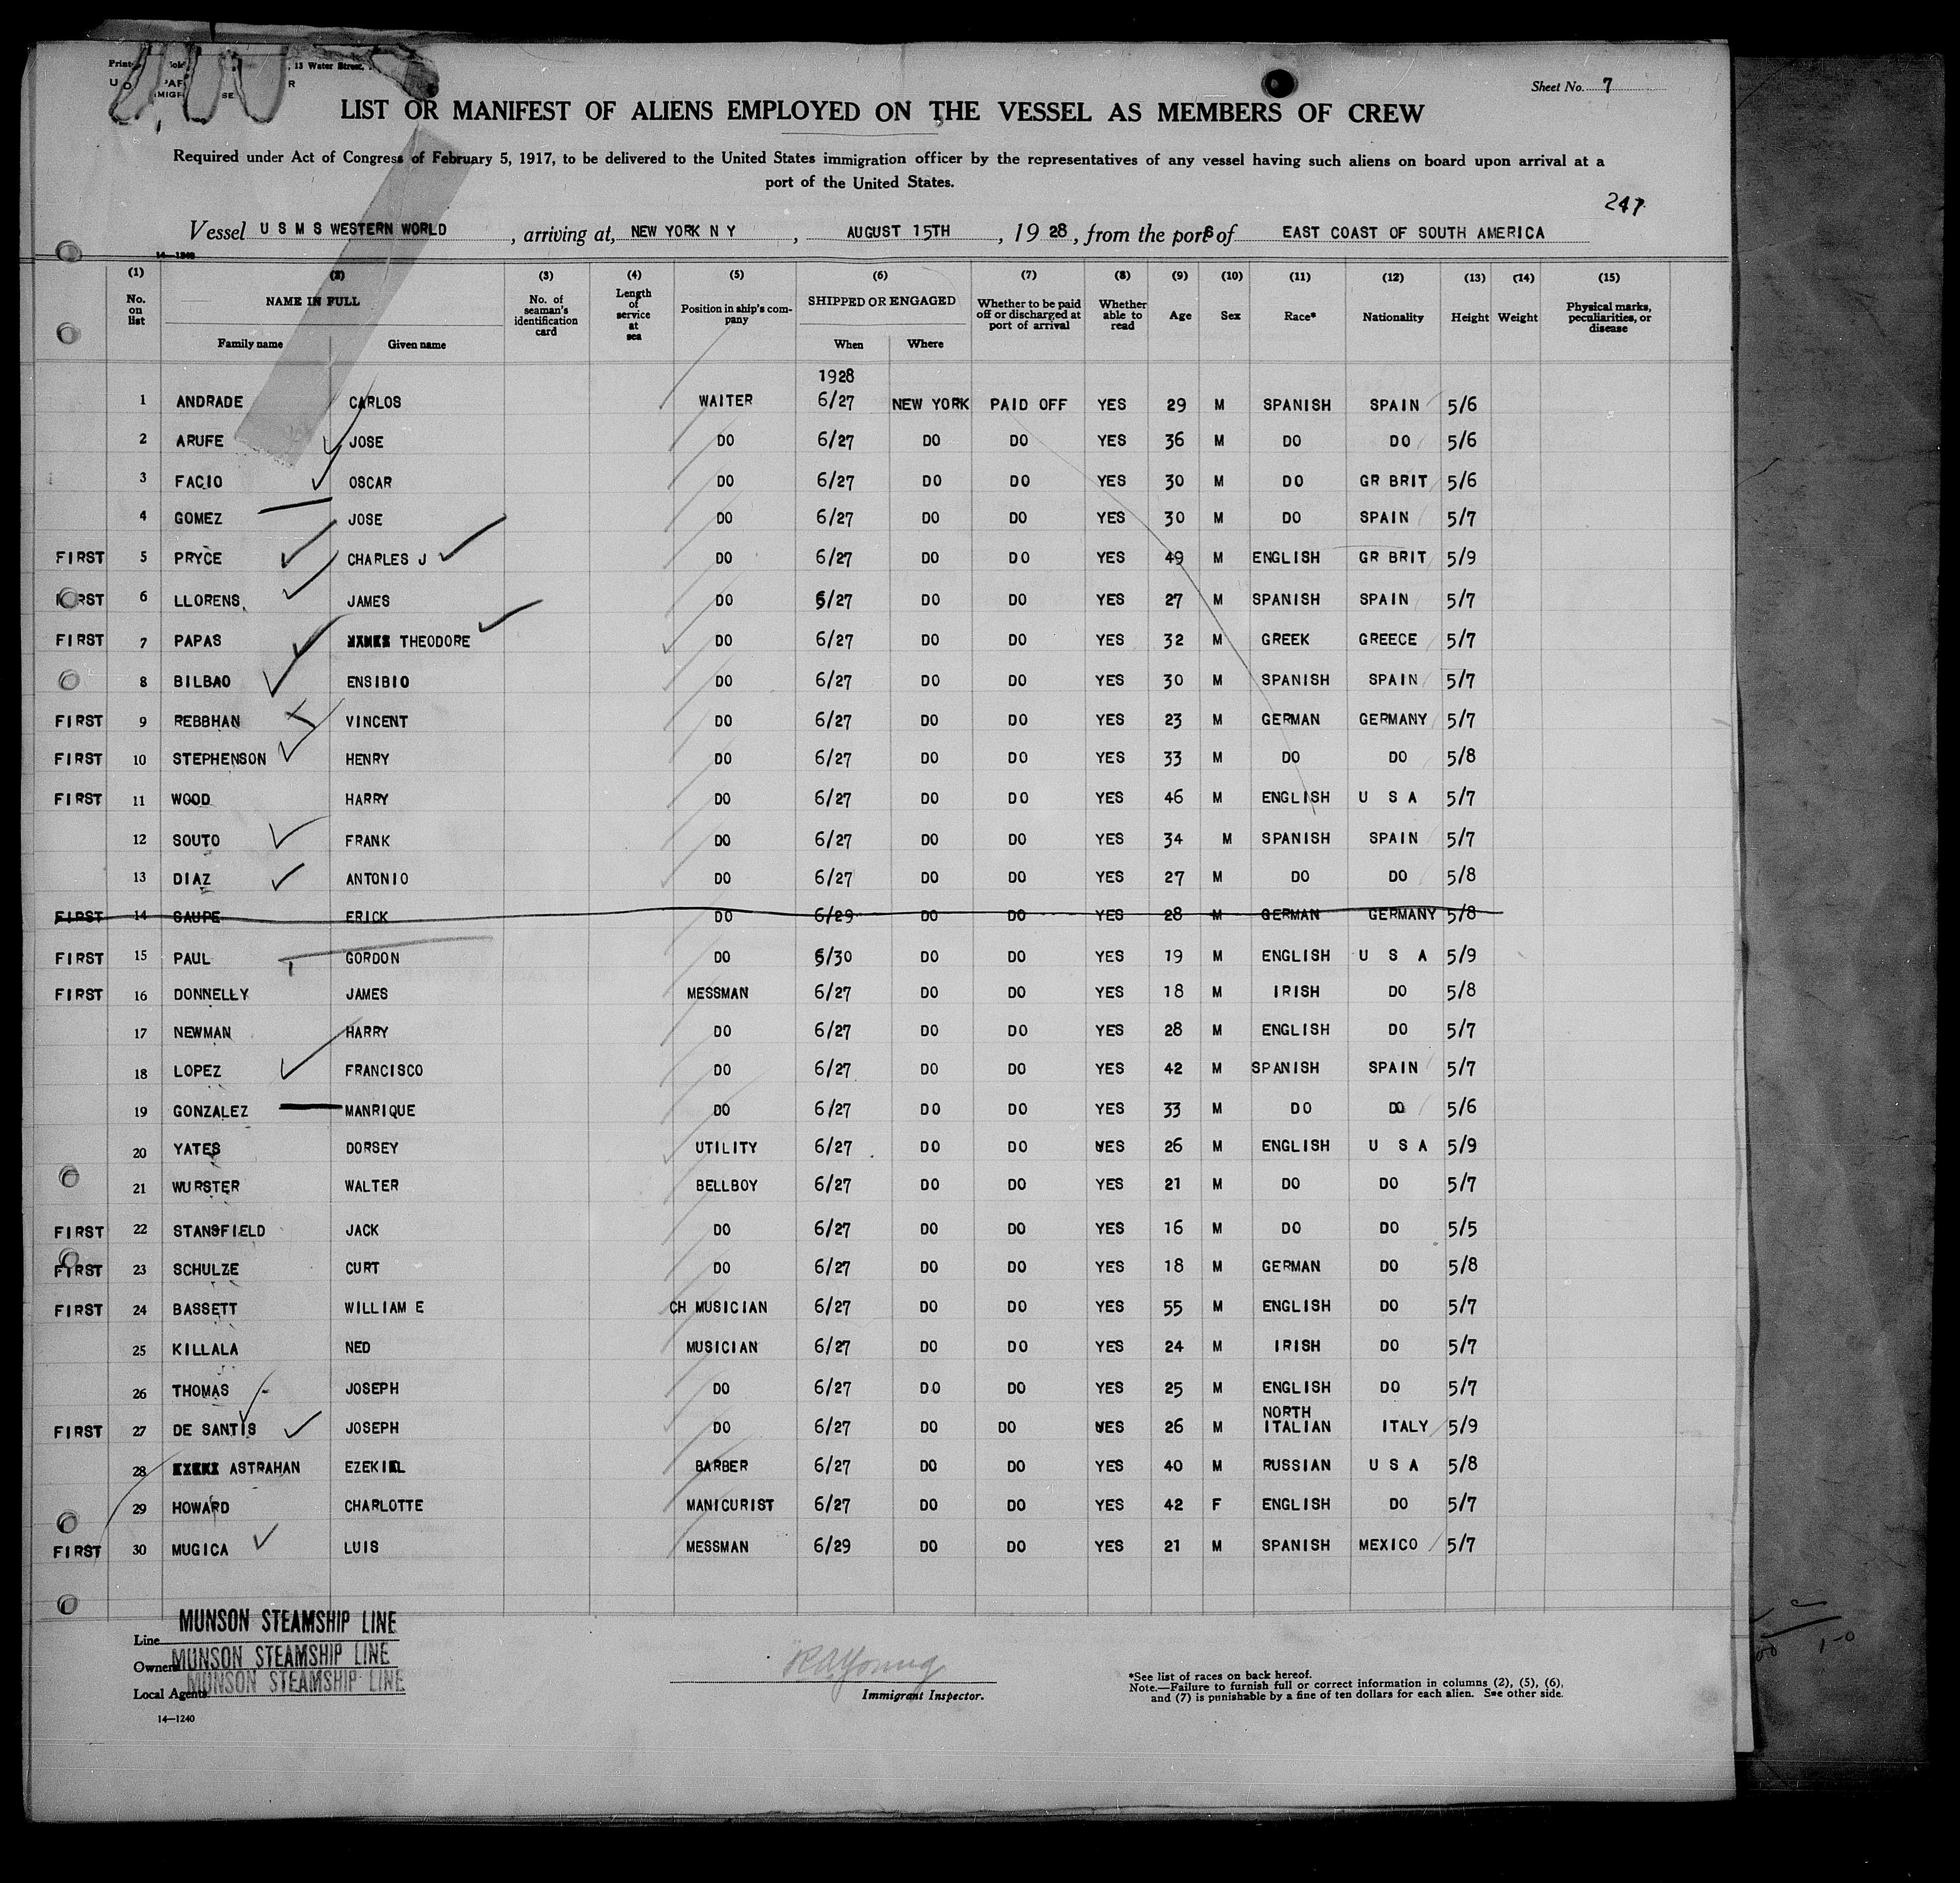 13 Water Street,
Sheet No. 7
LIST OR MANIFEST OF ALIENS EMPLOYED ON THE VESSEL AS MEMBERS OF CREW
Required under Act of Congress of February 5, 1917, to be delivered to the United States immigration officer by the representatives of any vessel having such aliens on board upon arrival at a
port of the United States.
247
Vessel U S M S WESTERN WORLD, arriving at, NEW YORK N Y, AUGUST 15TH, 1928, from the ports of EAST COAST OF SOUTH AMERICA
14—1240
(1) (2) (3) (4) (5) (6) (7) (8) (9) (10) (11) (12) (13) (14) (15)
No. on list NAME IN FULL Family name Given name No. of seaman's identification card Length of service at sea Position in ship's company SHIPPED OR ENGAGED When Where Whether to be paid off or discharged at port of arrival Whether able to read Age Sex Race* Nationality Height Weight Physical marks, peculiarities, or disease
1928
1 ANDRADE CARLOS WAITER 6/27 NEW YORK PAID OFF YES 29 M SPANISH SPAIN 5/6
2 ARUFE JOSE DO 6/27 DO DO YES 36 M DO DO 5/6
3 FACIO OSCAR DO 6/27 DO DO YES 30 M DO GR BRIT 5/6
4 GOMEZ JOSE DO 6/27 DO DO YES 30 M DO SPAIN 5/7
FIRST 5 PRYCE CHARLES J DO 6/27 DO DO YES 49 M ENGLISH GR BRIT 5/9
FIRST 6 LLORENS JAMES DO 6/27 DO DO YES 27 M SPANISH SPAIN 5/7
FIRST 7 PAPAS THEODORE DO 6/27 DO DO YES 32 M GREEK GREECE 5/7
8 BILBAO ENSIBIO DO 6/27 DO DO YES 30 M SPANISH SPAIN 5/7
FIRST 9 REBBHAN VINCENT DO 6/27 DO DO YES 23 M GERMAN GERMANY 5/7
FIRST 10 STEPHENSON HENRY DO 6/27 DO DO YES 33 M DO DO 5/8
FIRST 11 WOOD HARRY DO 6/27 DO DO YES 46 M ENGLISH U S A 5/7
12 SOUTO FRANK DO 6/27 DO DO YES 34 M SPANISH SPAIN 5/7
13 DIAZ ANTONIO DO 6/27 DO DO YES 27 M DO DO 5/8
FIRST 14 SAUPE ERICK DO 6/29 DO DO YES 28 M GERMAN GERMANY 5/8
FIRST 15 PAUL GORDON DO 6/30 DO DO YES 19 M ENGLISH U S A 5/9
FIRST 16 DONNELLY JAMES MESSMAN 6/27 DO DO YES 18 M IRISH DO 5/8
17 NEWMAN HARRY DO 6/27 DO DO YES 28 M ENGLISH DO 5/7
18 LOPEZ FRANCISCO DO 6/27 DO DO YES 42 M SPANISH SPAIN 5/7
19 GONZALEZ MANRIQUE DO 6/27 DO DO YES 33 M DO DO 5/6
20 YATES DORSEY UTILITY 6/27 DO DO YES 26 M ENGLISH U S A 5/9
21 WURSTER WALTER BELLBOY 6/27 DO DO YES 21 M DO DO 5/7
FIRST 22 STANSFIELD JACK DO 6/27 DO DO YES 16 M DO DO 5/5
FIRST 23 SCHULZE CURT DO 6/27 DO DO YES 18 M GERMAN DO 5/8
FIRST 24 BASSETT WILLIAM E CH MUSICIAN 6/27 DO DO YES 55 M ENGLISH DO 5/7
25 KILLALA NED MUSICIAN 6/27 DO DO YES 24 M IRISH DO 5/7
26 THOMAS JOSEPH DO 6/27 DO DO YES 25 M ENGLISH DO 5/7
FIRST 27 DE SANTIS JOSEPH DO 6/27 DO DO YES 26 M NORTH ITALIAN ITALY 5/9
28 ASTRAHAN EZEKIEL BARBER 6/27 DO DO YES 40 M RUSSIAN U S A 5/8
29 HOWARD CHARLOTTE MANICURIST 6/27 DO DO YES 42 F ENGLISH DO 5/7
FIRST 30 MUGICA LUIS MESSMAN 6/29 DO DO YES 21 M SPANISH MEXICO 5/7
Line MUNSON STEAMSHIP LINE
Owners MUNSON STEAMSHIP LINE
Local Agents MUNSON STEAMSHIP LINE
14—1240
RA Young
Immigrant Inspector.
*See list of races on back hereof.
Note.—Failure to furnish full or correct information in columns (2), (5), (6),
and (7) is punishable by a fine of ten dollars for each alien. See other side.